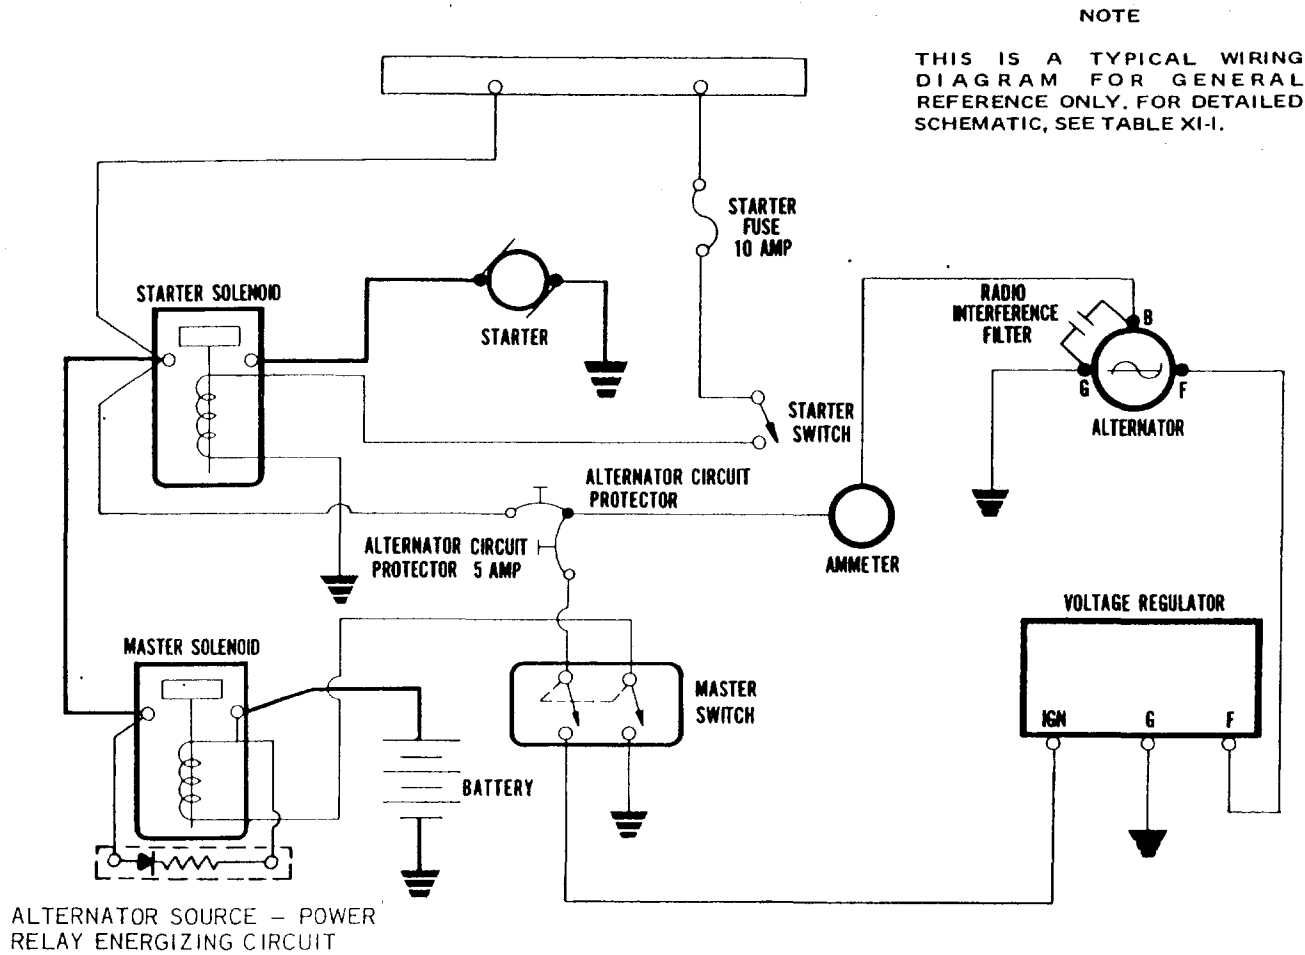 NOTE
THIS IS A TYPICAL WIRING
DIAGRAM FOR GENERAL
REFERENCE ONLY. FOR DETAILED
SCHEMATIC, SEE TABLE XI-I.
STARTER
FUSE
10 AMP
STARTER SOLENOID
STARTER
RADIO
INTERFERENCE
FILTER
B
G
F
ALTERNATOR
STARTER
SWITCH
ALTERNATOR CIRCUIT
PROTECTOR
ALTERNATOR CIRCUIT
PROTECTOR 5 AMP
AMMETER
VOLTAGE REGULATOR
IGN
G
F
MASTER SOLENOID
MASTER
SWITCH
BATTERY
ALTERNATOR SOURCE – POWER
RELAY ENERGIZING CIRCUIT